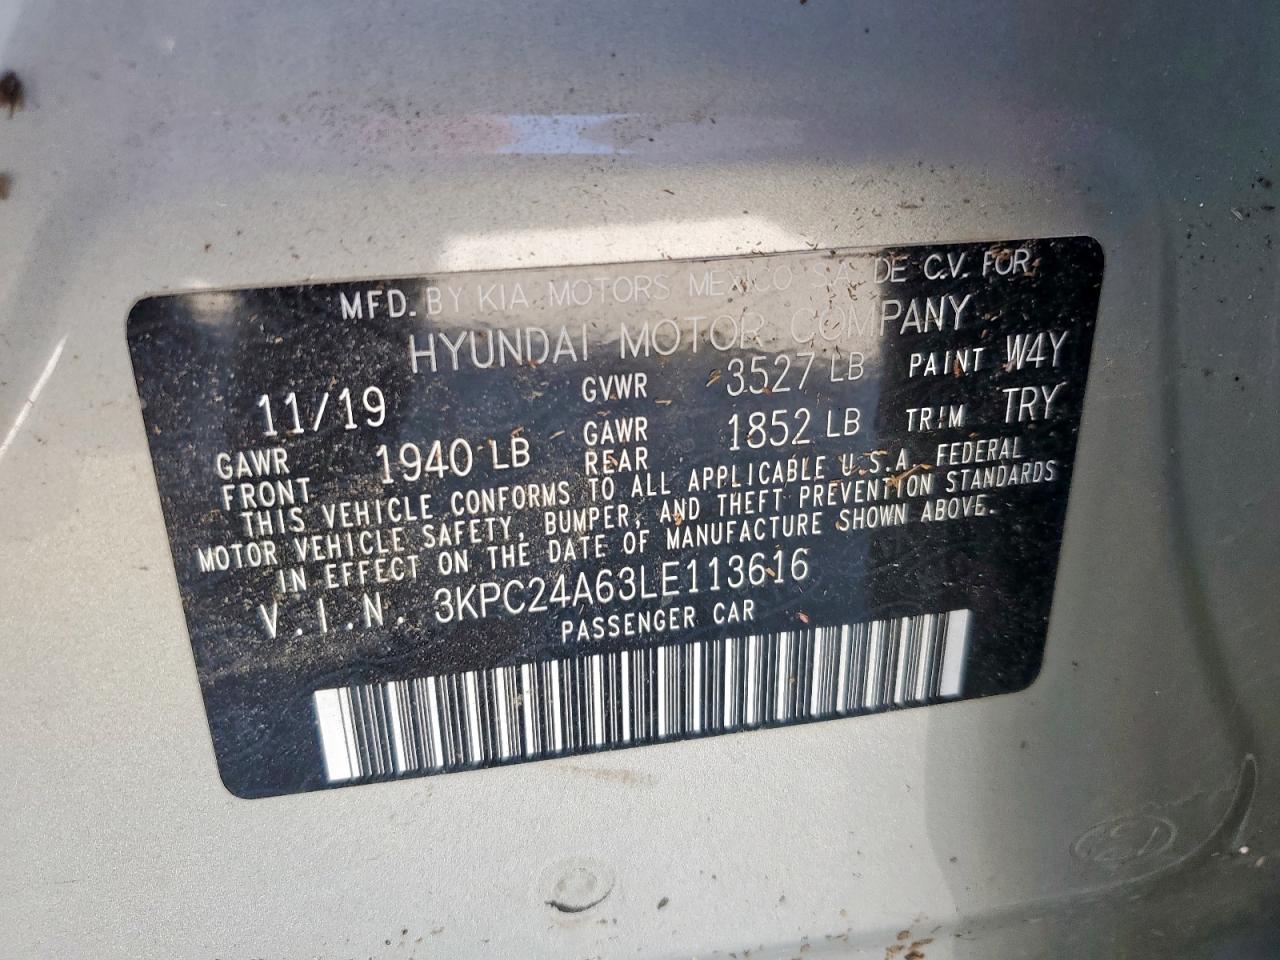 MFD. BY KIA MOTORS MEXICO S.A. DE C.V. FOR
HYUNDAI MOTOR COMPANY
11/19 GVWR 3527 LB PAINT W4Y
GAWR FRONT 1940 LB GAWR REAR 1852 LB TRIM TRY
THIS VEHICLE CONFORMS TO ALL APPLICABLE U.S.A. FEDERAL
MOTOR VEHICLE SAFETY, BUMPER, AND THEFT PREVENTION STANDARDS
IN EFFECT ON THE DATE OF MANUFACTURE SHOWN ABOVE.
V.I.N. 3KPC24A63LE113616
PASSENGER CAR